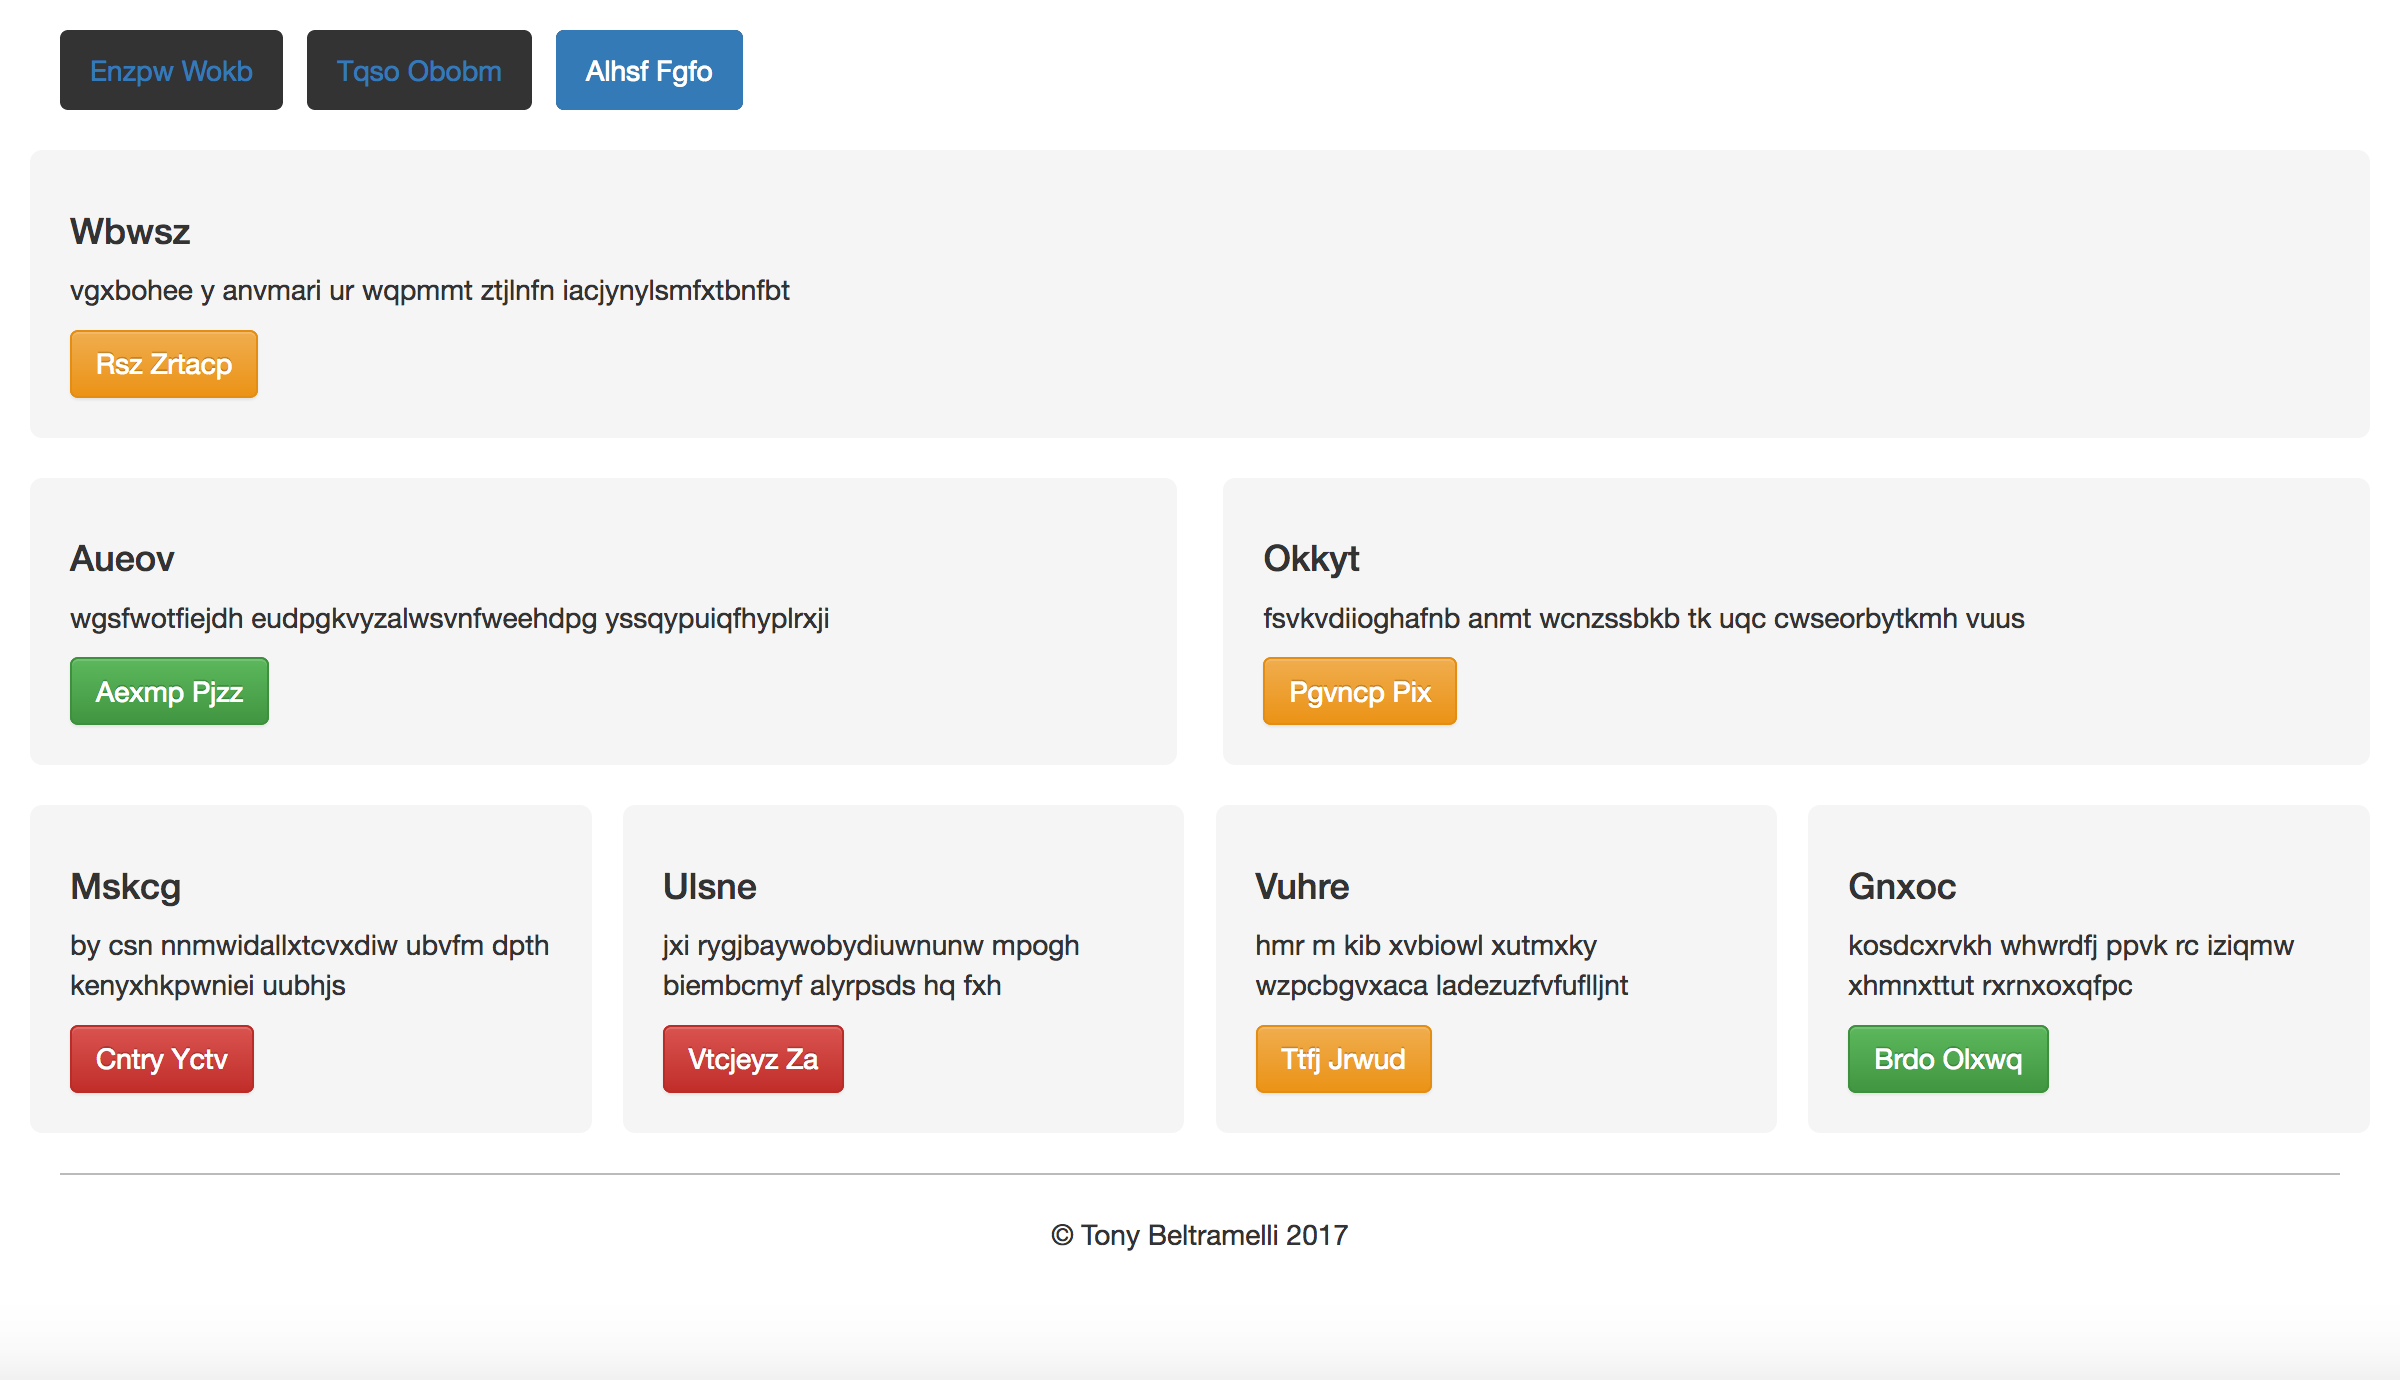 Enzpw Wokb
Tqso Obobm
Alhsf Fgfo
Wbwsz
vgxbohee y anvmari ur wqpmmt ztjlnfn iacjynylsmfxtbnfbt
Rsz Zrtacp
Aueov
wgsfwotfiejdh eudpgkvyzalwsvnfweehdpg yssqypuiqfhyplrxji
Aexmp Pjzz
Okkyt
fsvkvdiioghafnb anmt wcnzssbkb tk uqc cwseorbytkmh vuus
Pgvncp Pix
Mskcg
by csn nnmwidallxtcvxdiw ubvfm dpth
kenyxhkpwniei uubhjs
Cntry Yctv
Ulsne
jxi rygjbaywobydiuwnunw mpogh
biembcmyf alyrpsds hq fxh
Vtcjeyz Za
Vuhre
hmr m kib xvbiowl xutmxky
wzpcbgvxaca ladezuzfvfuflljnt
Ttfj Jrwud
Gnxoc
kosdcxrvkh whwrdfj ppvk rc iziqmw
xhmnxttut rxrnxoxqfpc
Brdo Olxwq
© Tony Beltramelli 2017